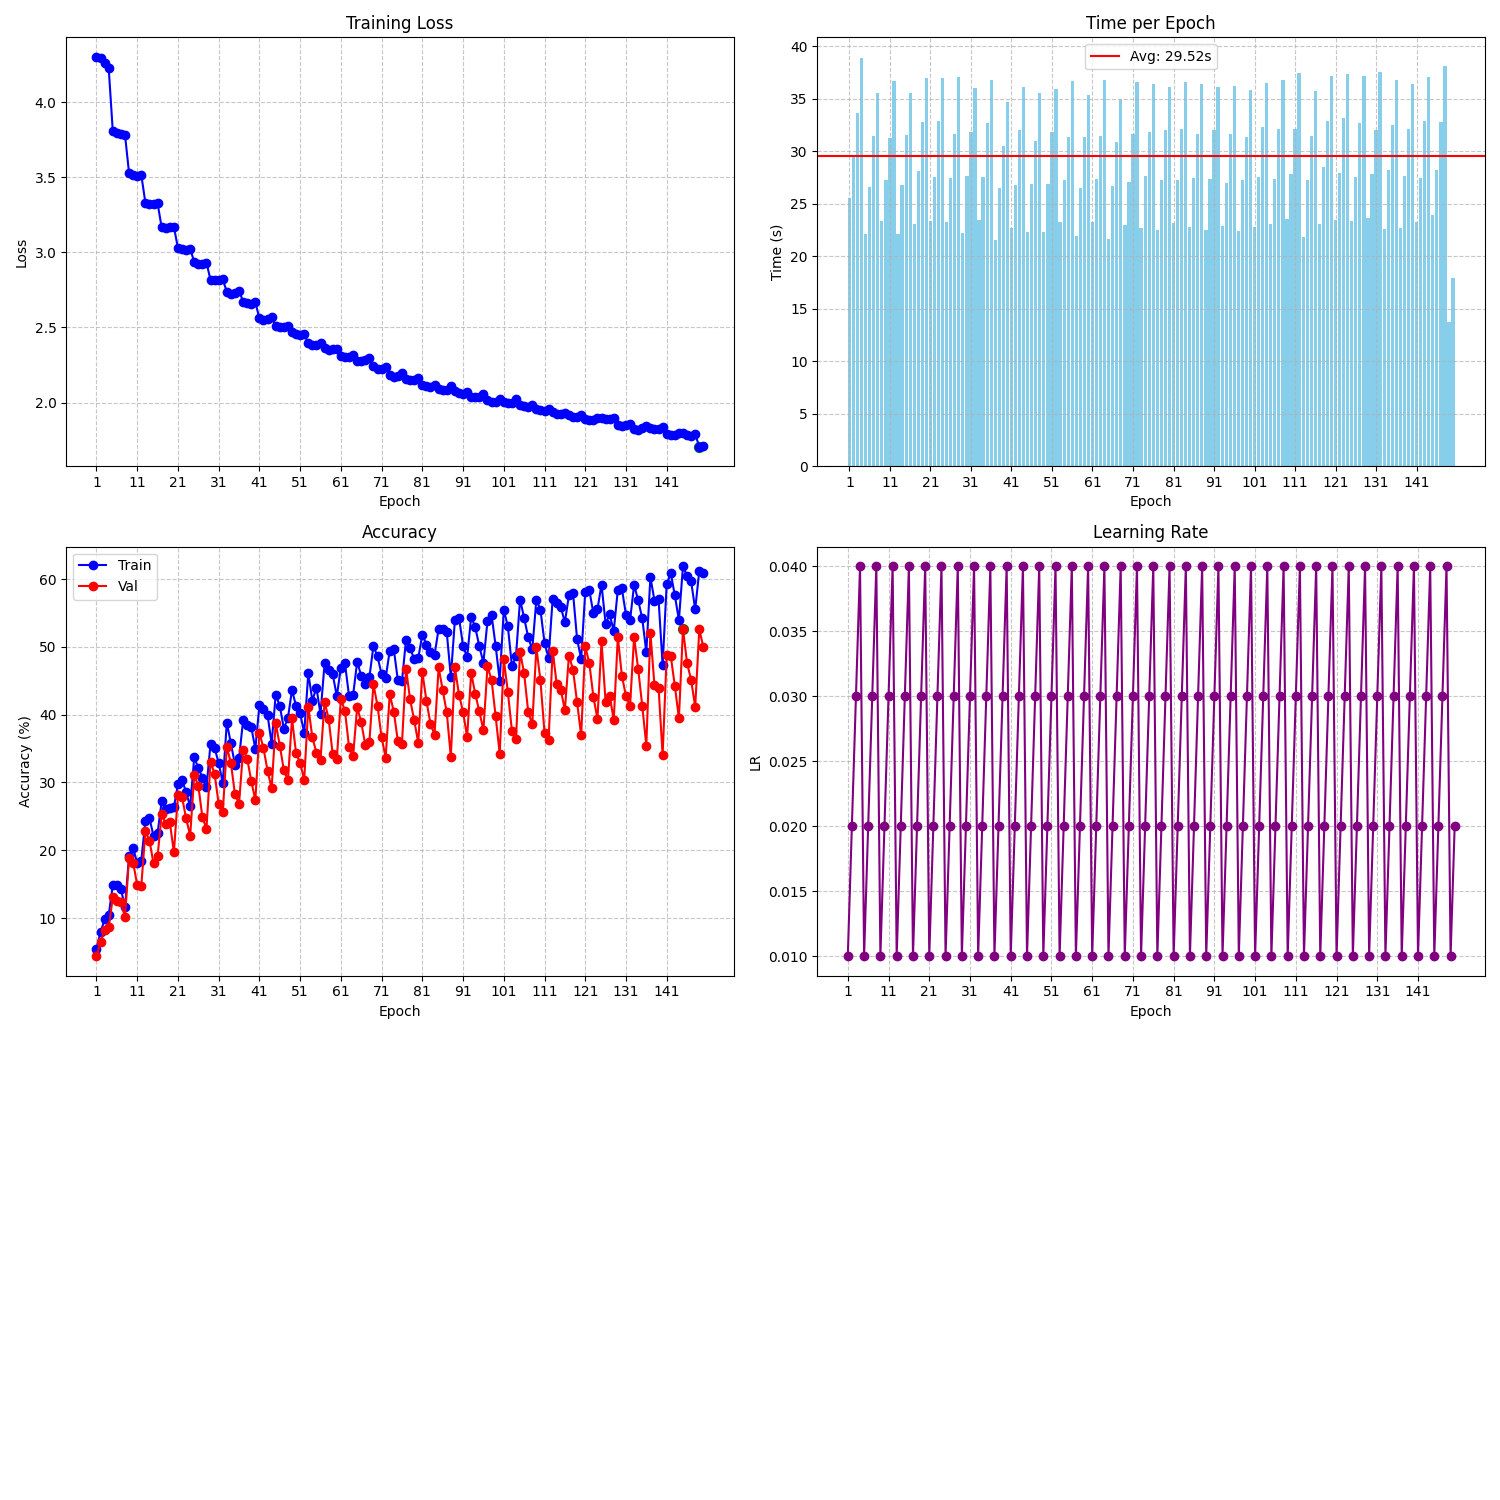 Training Loss
Loss
4.0
3.5
3.0
2.5
2.0
1 11 21 31 41 51 61 71 81 91 101 111 121 131 141
Epoch
Time per Epoch
Avg: 29.52s
Time (s)
40
35
30
25
20
15
10
5
0
1 11 21 31 41 51 61 71 81 91 101 111 121 131 141
Epoch
Accuracy
Train
Val
Accuracy (%)
60
50
40
30
20
10
1 11 21 31 41 51 61 71 81 91 101 111 121 131 141
Epoch
Learning Rate
LR
0.040
0.035
0.030
0.025
0.020
0.015
0.010
1 11 21 31 41 51 61 71 81 91 101 111 121 131 141
Epoch